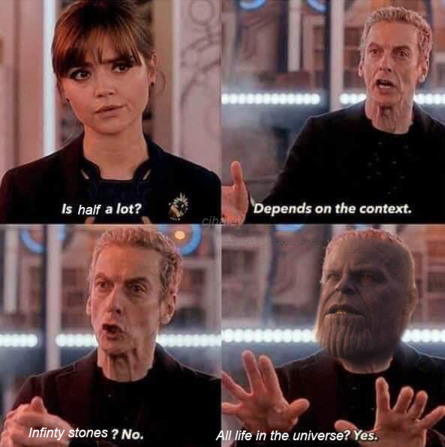 Is half a lot?
Depends on the context.
Infinty stones ? No.
All life in the universe? Yes.